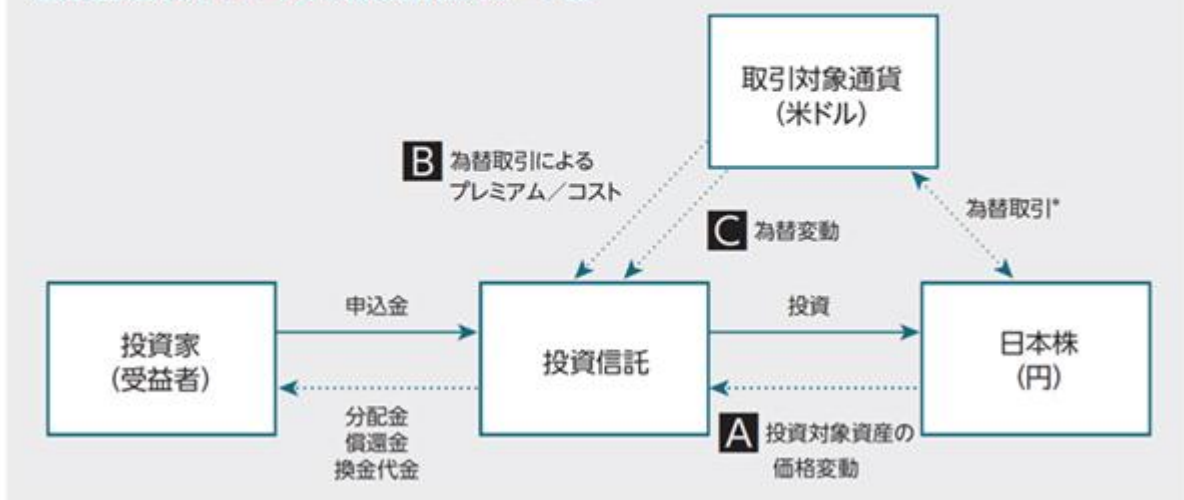 取引対象通貨
(米ドル)
B 為替取引による
プレミアム/コスト
C 為替変動
為替取引*
投資家
(受益者)
申込金
分配金
償還金
換金代金
投資信託
投資
A 投資対象資産の
価格変動
日本株
(円)